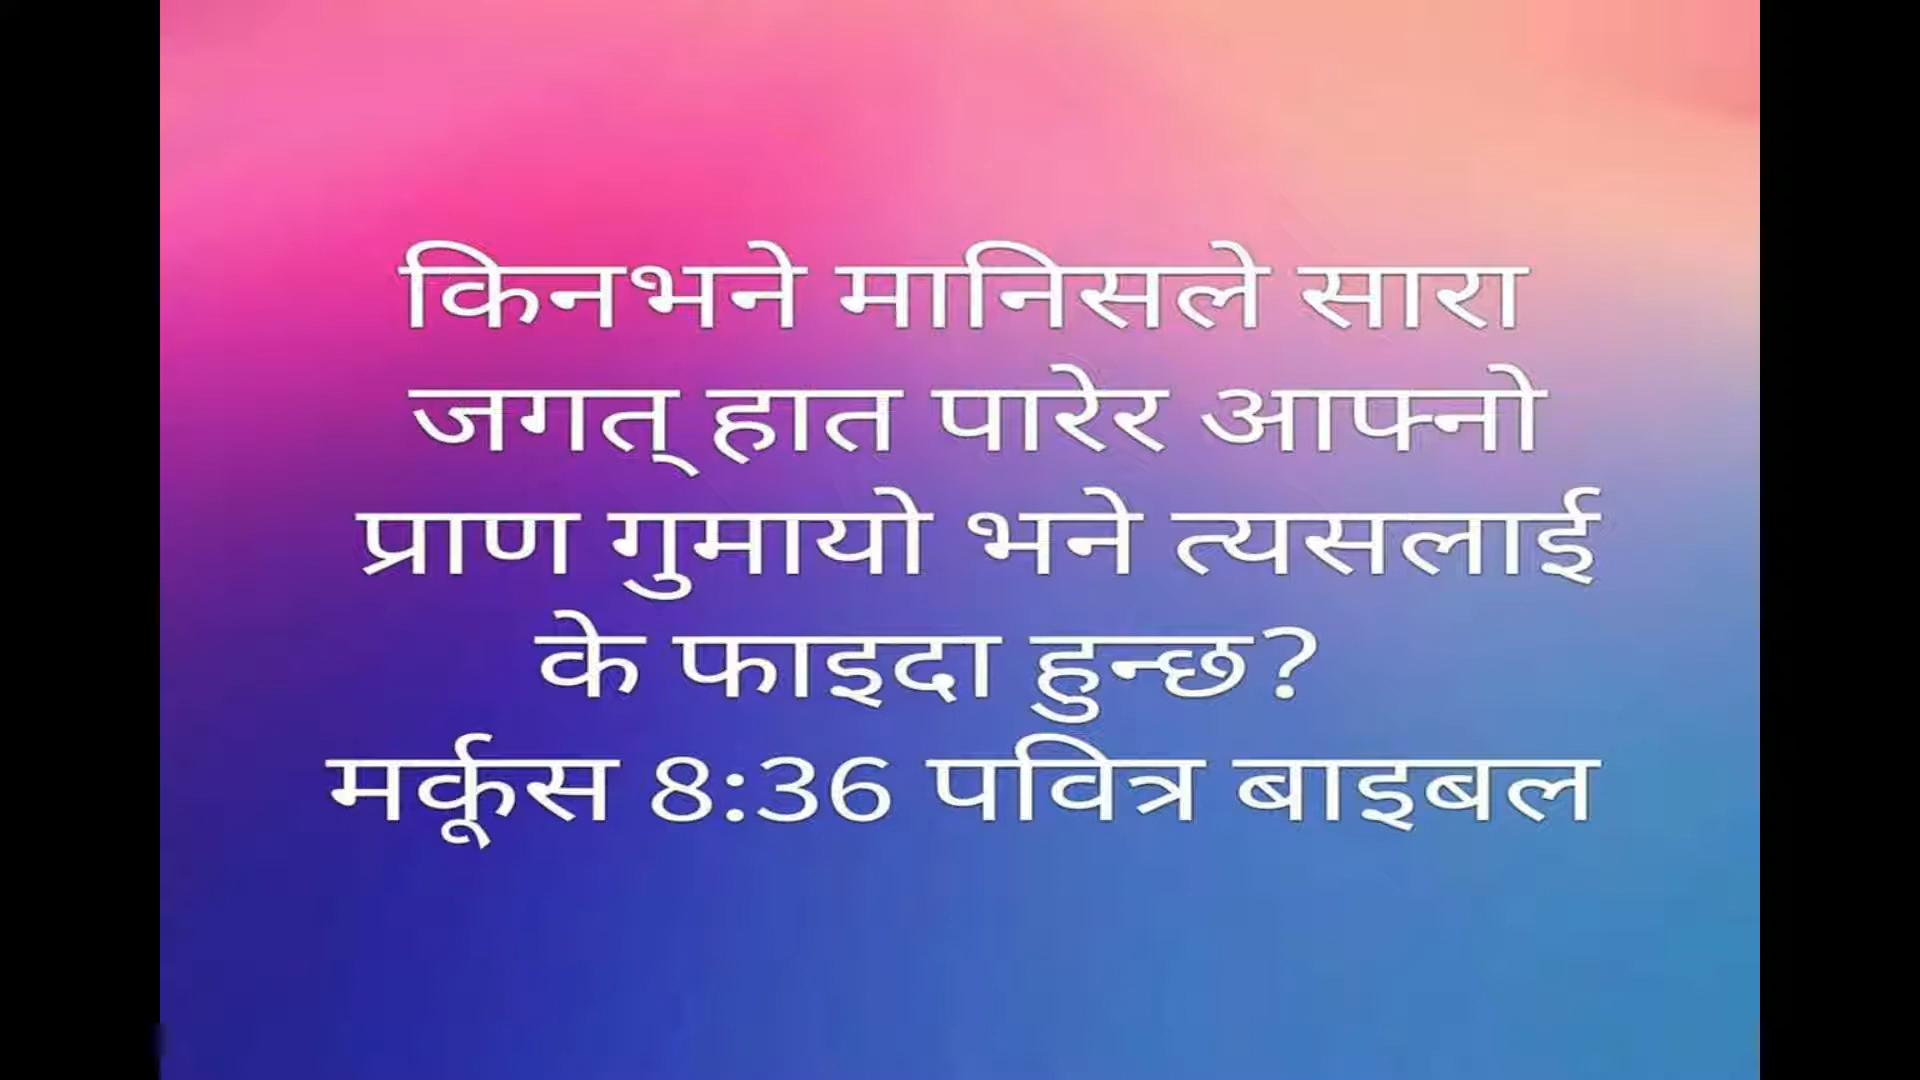 किनभने मानिसले सारा
जगत् हात पारेर आफ्नो
प्राण गुमायो भने त्यसलाई
के फाइदा हुन्छ?
मर्कूस 8:36 पवित्र बाइबल